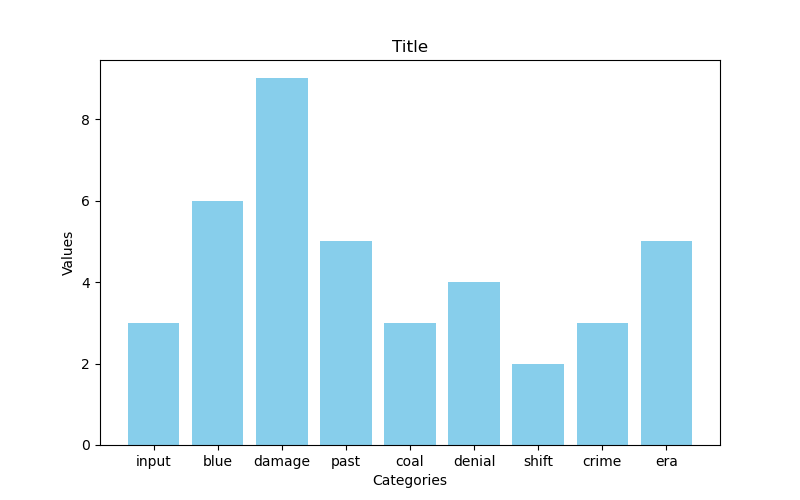 Title
Values
8
6
4
2
0
input blue damage past coal denial shift crime era
Categories